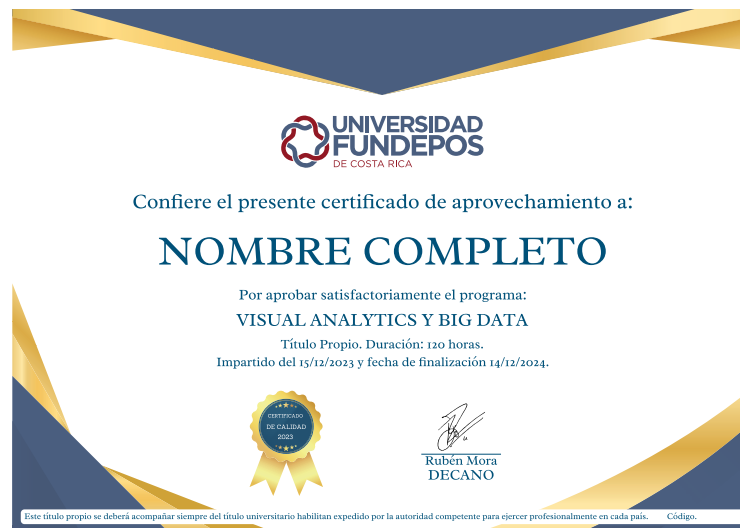 UNIVERSIDAD
FUNDEPOS
DE COSTA RICA
Confiere el presente certificado de aprovechamiento a:
NOMBRE COMPLETO
Por aprobar satisfactoriamente el programa:
VISUAL ANALYTICS Y BIG DATA
Título Propio. Duración: 120 horas.
Impartido del 15/12/2023 y fecha de finalización 14/12/2024.
CERTIFICADO
DE CALIDAD
2023
Rubén Mora
DECANO
Este título propio se deberá acompañar siempre del título universitario habilitan expedido por la autoridad competente para ejercer profesionalmente en cada país. Código.